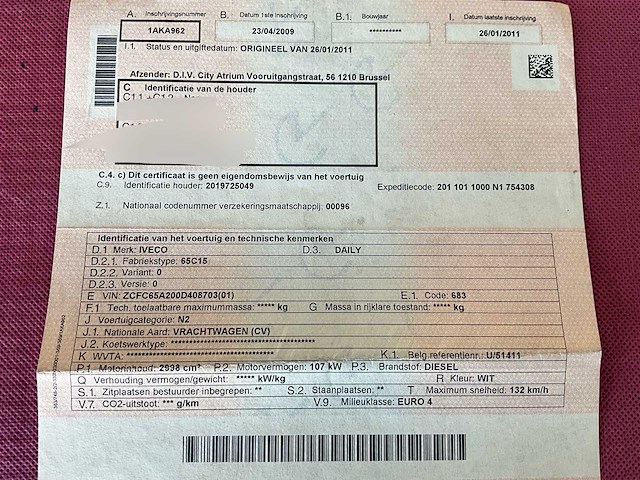 A. Inschrijvingsnummer B. Datum 1ste inschrijving B.1. Bouwjaar I. Datum laatste inschrijving
1AKA962 23/04/2009 ********** 26/01/2011
I.1. Status en uitgiftedatum: ORIGINEEL VAN 26/01/2011
Afzender: D.I.V. City Atrium Vooruitgangstraat, 56 1210 Brussel
C Identificatie van de houder
C.4. c) Dit certificaat is geen eigendomsbewijs van het voertuig
C.9. Identificatie houder: 2019725049 Expeditiecode: 201 101 1000 N1 754308
Z.1. Nationaal codenummer verzekeringsmaatschappij: 00096
Identificatie van het voertuig en technische kenmerken
D.1 Merk: IVECO D.3. DAILY
D.2.1. Fabriekstype: 65C15
D.2.2. Variant: 0
D.2.3. Versie: 0
E VIN: ZCFC65A200D408703(01) E.1. Code: 683
F.1 Tech. toelaatbare maximummassa: ***** kg G Massa in rijklare toestand: ***** kg
J Voertuigcategorie: N2
J.1. Nationale Aard: VRACHTWAGEN (CV)
J.2. Koetswerktype: **********************************
K WVTA: *********************************** K.1. Belg.referentienr.: U/51411
P.1. Motorinhoud: 2998 cm³ P.2. Motorvermogen: 107 kW P.3. Brandstof: DIESEL
Q Verhouding vermogen/gewicht: ***** kW/kg R Kleur: WIT
S.1. Zitplaatsen bestuurder inbegrepen: ** S.2. Staanplaatsen: ** T Maximum snelheid: 132 km/h
V.7. CO2-uitstoot: *** g/km V.9. Milieuklasse: EURO 4